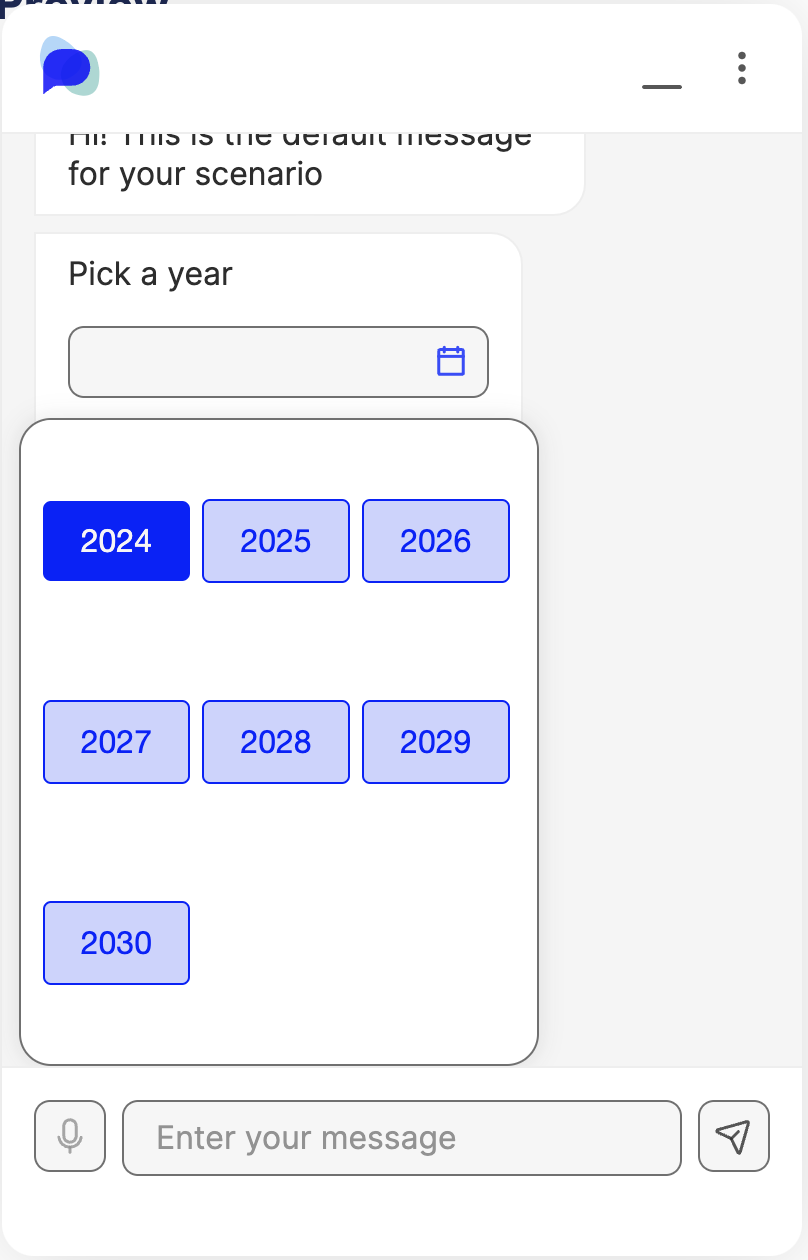 Preview
Hi! This is the default message
for your scenario
Pick a year
2024 2025 2026
2027 2028 2029
2030
Enter your message